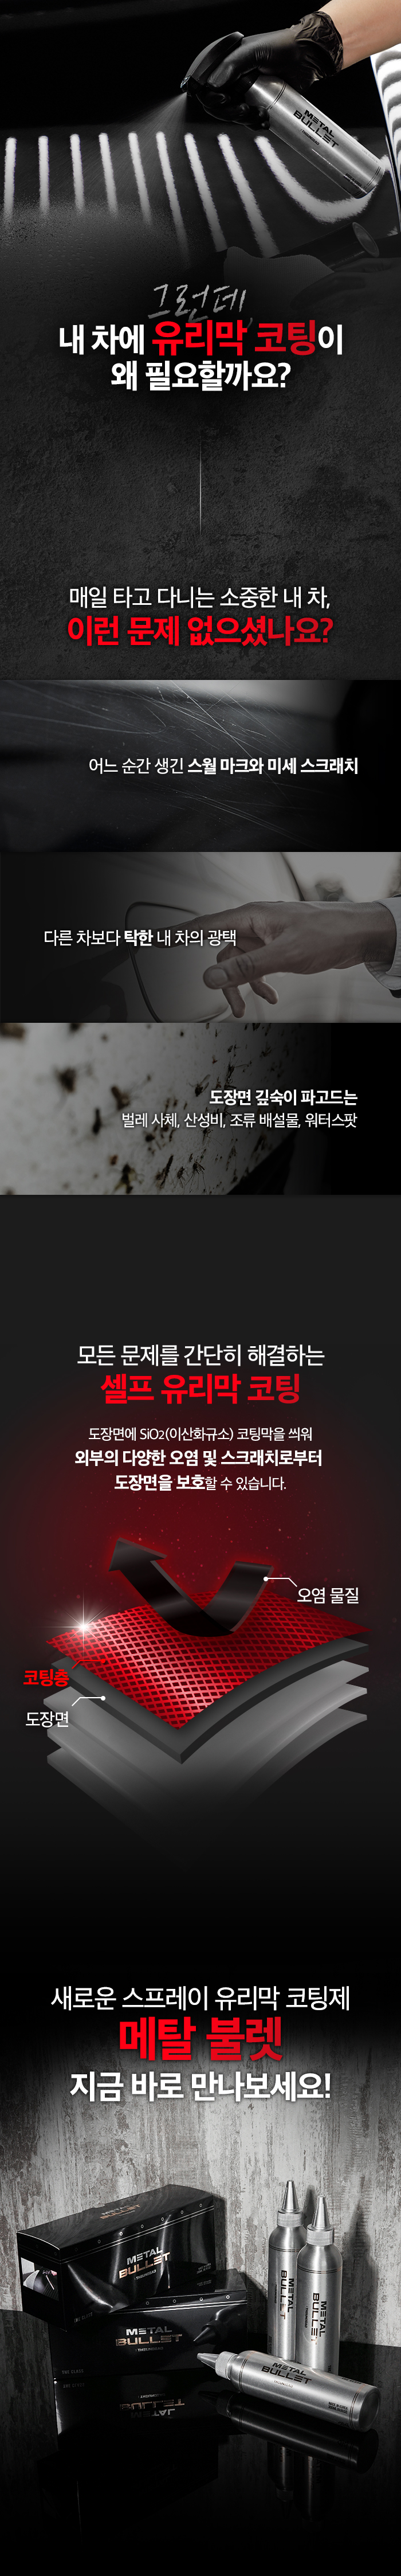 METAL
BULLET
그런데,
내 차에 유리막 코팅이
왜 필요할까요?
매일 타고 다니는 소중한 내 차,
이런 문제 없으셨나요?
어느 순간 생긴 스월 마크와 미세 스크래치
다른 차보다 탁한 내 차의 광택
도장면 깊숙이 파고드는
벌레 사체, 산성비, 조류 배설물, 워터스팟
모든 문제를 간단히 해결하는
셀프 유리막 코팅
도장면에 SiO2(이산화규소) 코팅막을 씌워
외부의 다양한 오염 및 스크래치로부터
도장면을 보호할 수 있습니다.
오염 물질
코팅층
도장면
새로운 스프레이 유리막 코팅제
메탈 불렛
지금 바로 만나보세요!
METAL
BULLET
METAL
BULLET
METAL
BULLET
METAL
BULLET
METAL
BULLET